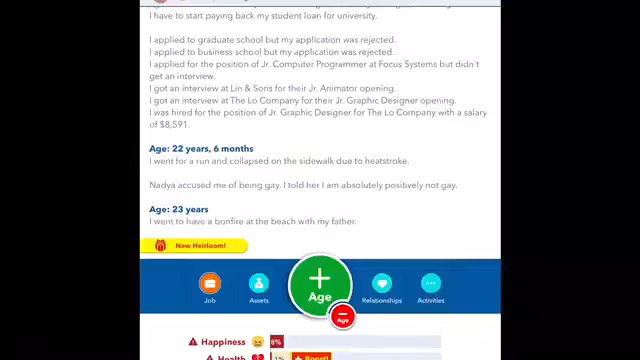 I have to start paying back my student loan for university.
I applied to graduate school but my application was rejected.
I applied to business school but my application was rejected.
I applied for the position of Jr. Computer Programmer at Focus Systems but didn't
get an interview.
I got an interview at Lin & Sons for their Jr. Animator opening.
I got an interview at The Lo Company for their Jr. Graphic Designer opening.
I was hired for the position of Jr. Graphic Designer for The Lo Company with a salary
of $8,591.
Age: 22 years, 6 months
I went for a run and collapsed on the sidewalk due to heatstroke.
Nadya accused me of being gay. I told her I am absolutely positively not gay.
Age: 23 years
I went to have a bonfire at the beach with my father.
New Heirloom!
Job
Assets
+
Age
Relationships
Activities
Age
Happiness
8%
Health
1%
+ Boost!